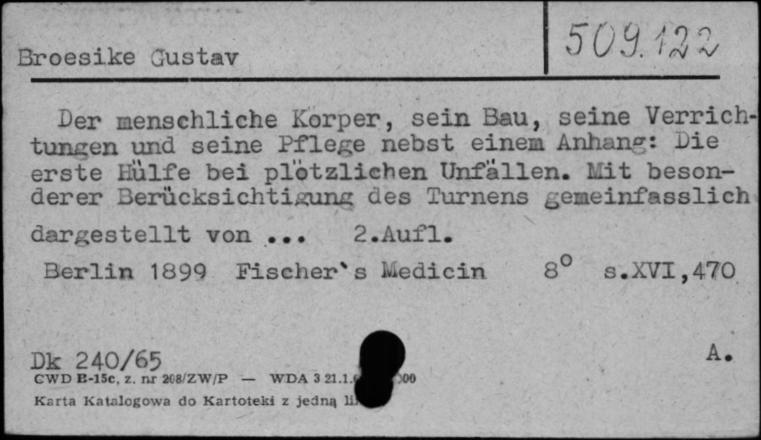 Broesike Gustav
509.122
Der menschliche Körper, sein Bau, seine Verrich-
tungen und seine Pflege nebst einem Anhang: Die
erste Hülfe bei plötzlichen Unfällen. Mit beson-
derer Berücksichtigung des Turnens gemeinfasslich
dargestellt von ... 2.Aufl.
Berlin 1899 Fischer`s Medicin 8° s.XVI,470
A.
Dk 240/65
CWD B-15c, z. nr 208/ZW/P — WDA 3 21.1.
Karta Katalogowa do Kartoteki z jedną